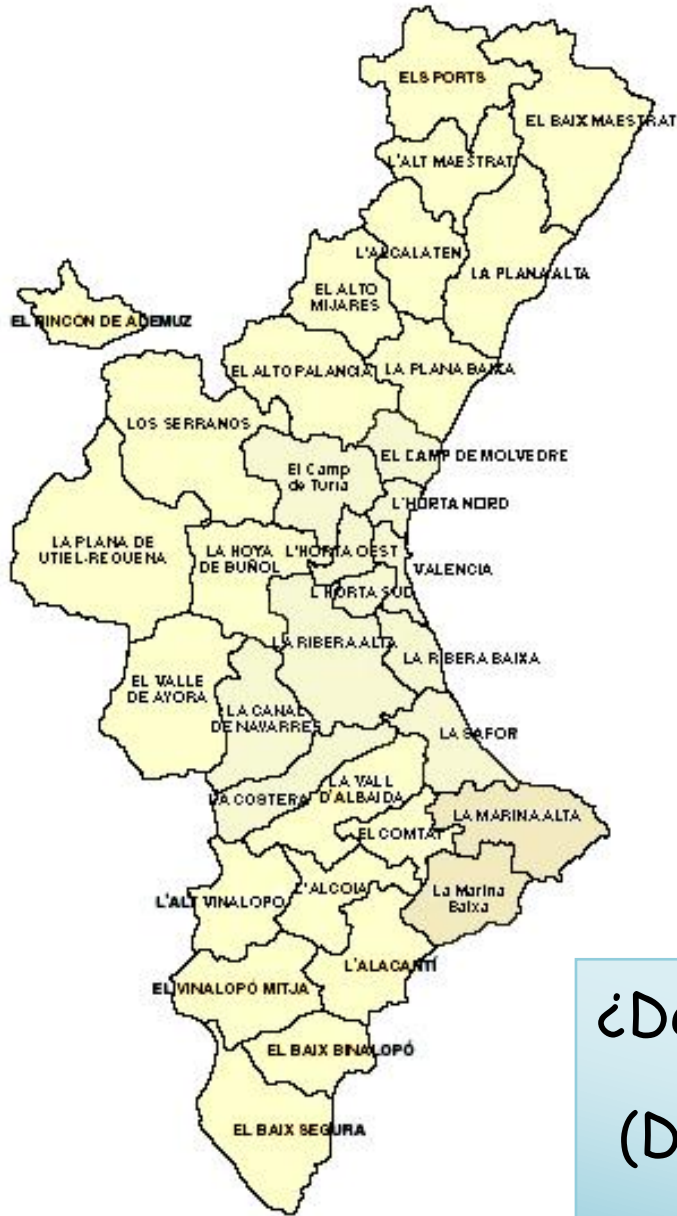 ELS PORTS
EL BAIX MAESTRAT
L'ALT MAESTRAT
L'ALCALATEN
LA PLANA ALTA
EL ALTO
MIJARES
EL RINCÓN DE ADEMUZ
EL ALTO PALANCIA
LA PLANA BAIXA
LOS SERRANOS
EL CAMP DE MOLVEDRE
El Camp
de Turia
L'HORTA NORD
LA PLANA DE
UTIEL-REQUENA
LA HOYA
DE BUÑOL
L'HORTA OEST
VALENCIA
L HORTA SUD
LA RIBERA ALTA
LA RIBERA BAIXA
EL VALLE
DE AYORA
LA CANAL
DE NAVARRES
LA SAFOR
LA COSTERA
LA VALL
D'ALBAIDA
LA MARINA ALTA
EL COMTAT
L'ALCOIA
La Marina
Baixa
L'ALT VINALOPO
L'ALACANTÍ
EL VINALOPÓ MITJA
EL BAIX BINALOPÓ
EL BAIX SEGURA
(D